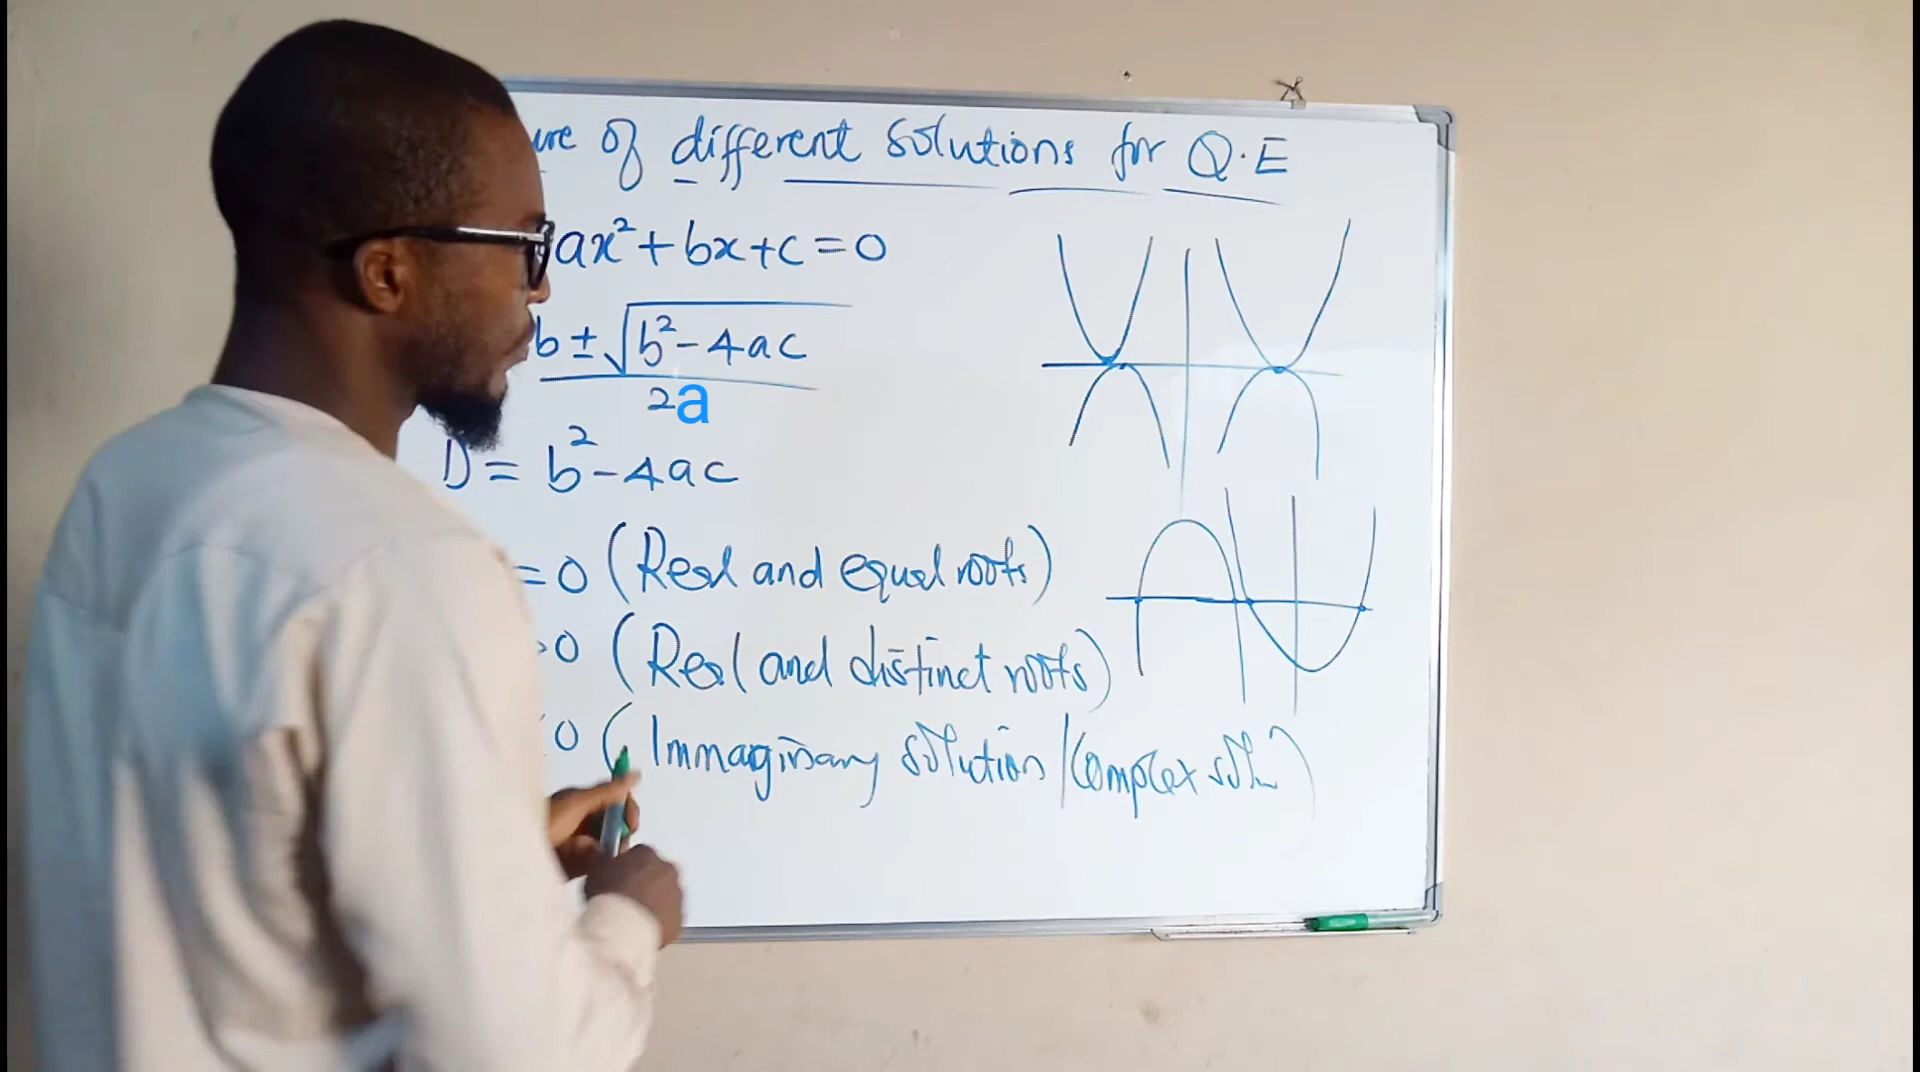 of different solutions for Q.E
ax² + bx + c = 0
b ± √b² - 4ac
2a
D = b² - 4ac
= 0 (Real and equal roots)
>0 (Real and distinct roots)
0 (Immaginary solution / Complex soln)